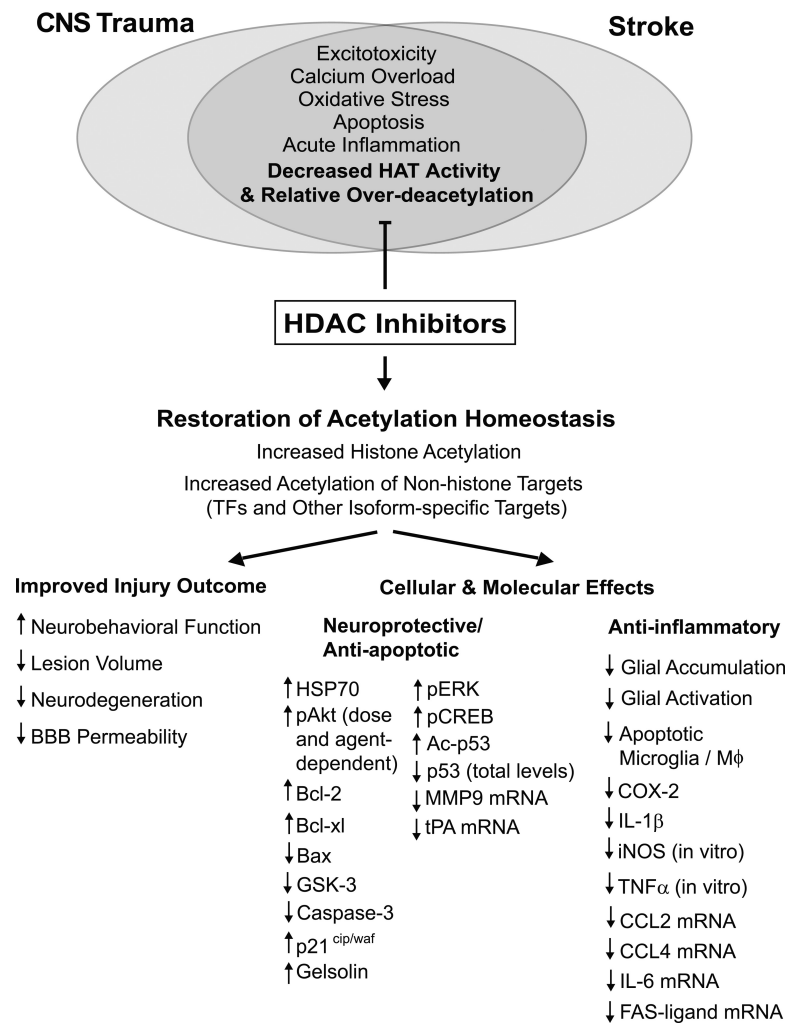 CNS Trauma
Stroke
Excitotoxicity
Calcium Overload
Oxidative Stress
Apoptosis
Acute Inflammation
Decreased HAT Activity
& Relative Over-deacetylation
HDAC Inhibitors
Restoration of Acetylation Homeostasis
Increased Histone Acetylation
Increased Acetylation of Non-histone Targets
(TFs and Other Isoform-specific Targets)
Improved Injury Outcome
↑ Neurobehavioral Function
↓ Lesion Volume
↓ Neurodegeneration
↓ BBB Permeability
Cellular & Molecular Effects
Neuroprotective/
Anti-apoptotic
↑ HSP70
↑ pAkt (dose
and agent-
dependent)
↑ Bcl-2
↑ Bcl-xl
↓ Bax
↓ GSK-3
↓ Caspase-3
↑ p21 cip/waf
↑ Gelsolin
↑ pERK
↑ pCREB
↑ Ac-p53
↓ p53 (total levels)
↓ MMP9 mRNA
↓ tPA mRNA
Anti-inflammatory
↓ Glial Accumulation
↓ Glial Activation
↓ Apoptotic
Microglia / Mϕ
↓ COX-2
↓ IL-1β
↓ iNOS (in vitro)
↓ TNFα (in vitro)
↓ CCL2 mRNA
↓ CCL4 mRNA
↓ IL-6 mRNA
↓ FAS-ligand mRNA